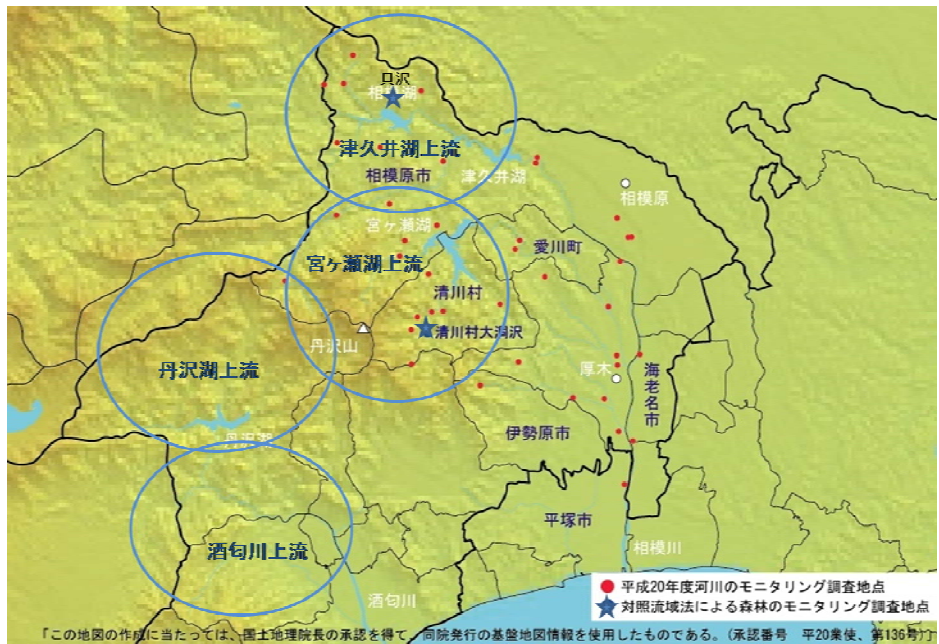 貝沢
相模湖
津久井湖上流
津久井湖
相模原市
相模原
宮ヶ瀬湖
愛川町
宮ヶ瀬湖上流
清川村
清川村大洞沢
丹沢山
丹沢湖上流
厚木
海老名市
丹沢湖
伊勢原市
平塚市
酒匂川上流
相模川
酒匂川
平成20年度河川のモニタリング調査地点
対照流域法による森林のモニタリング調査地点
「この地図の作成に当たっては、国土地理院長の承認を得て、同院発行の基盤地図情報を使用したものである。（承認番号　平20業使、第136号）」